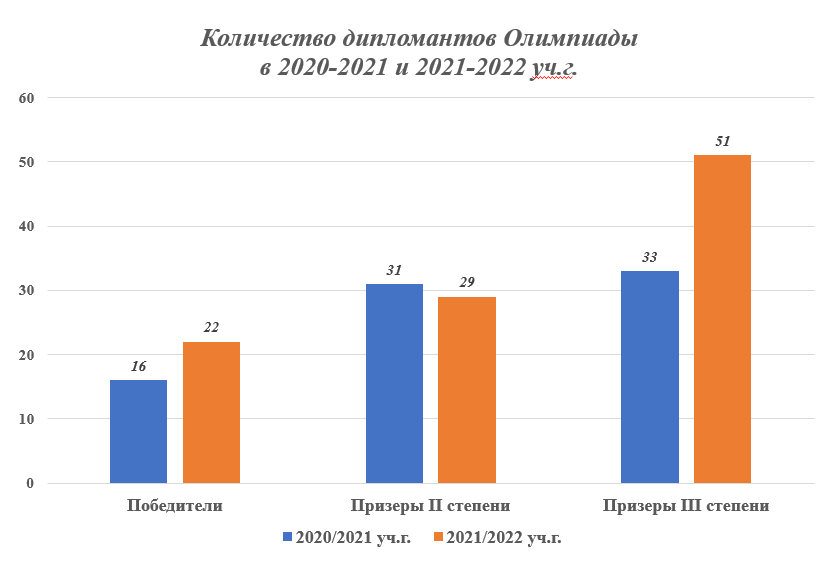 Количество дипломантов Олимпиады
в 2020-2021 и 2021-2022 уч.г.
60
50
40
30
20
10
0
16
22
31
29
33
51
Победители
Призеры II степени
Призеры III степени
2020/2021 уч.г.
2021/2022 уч.г.